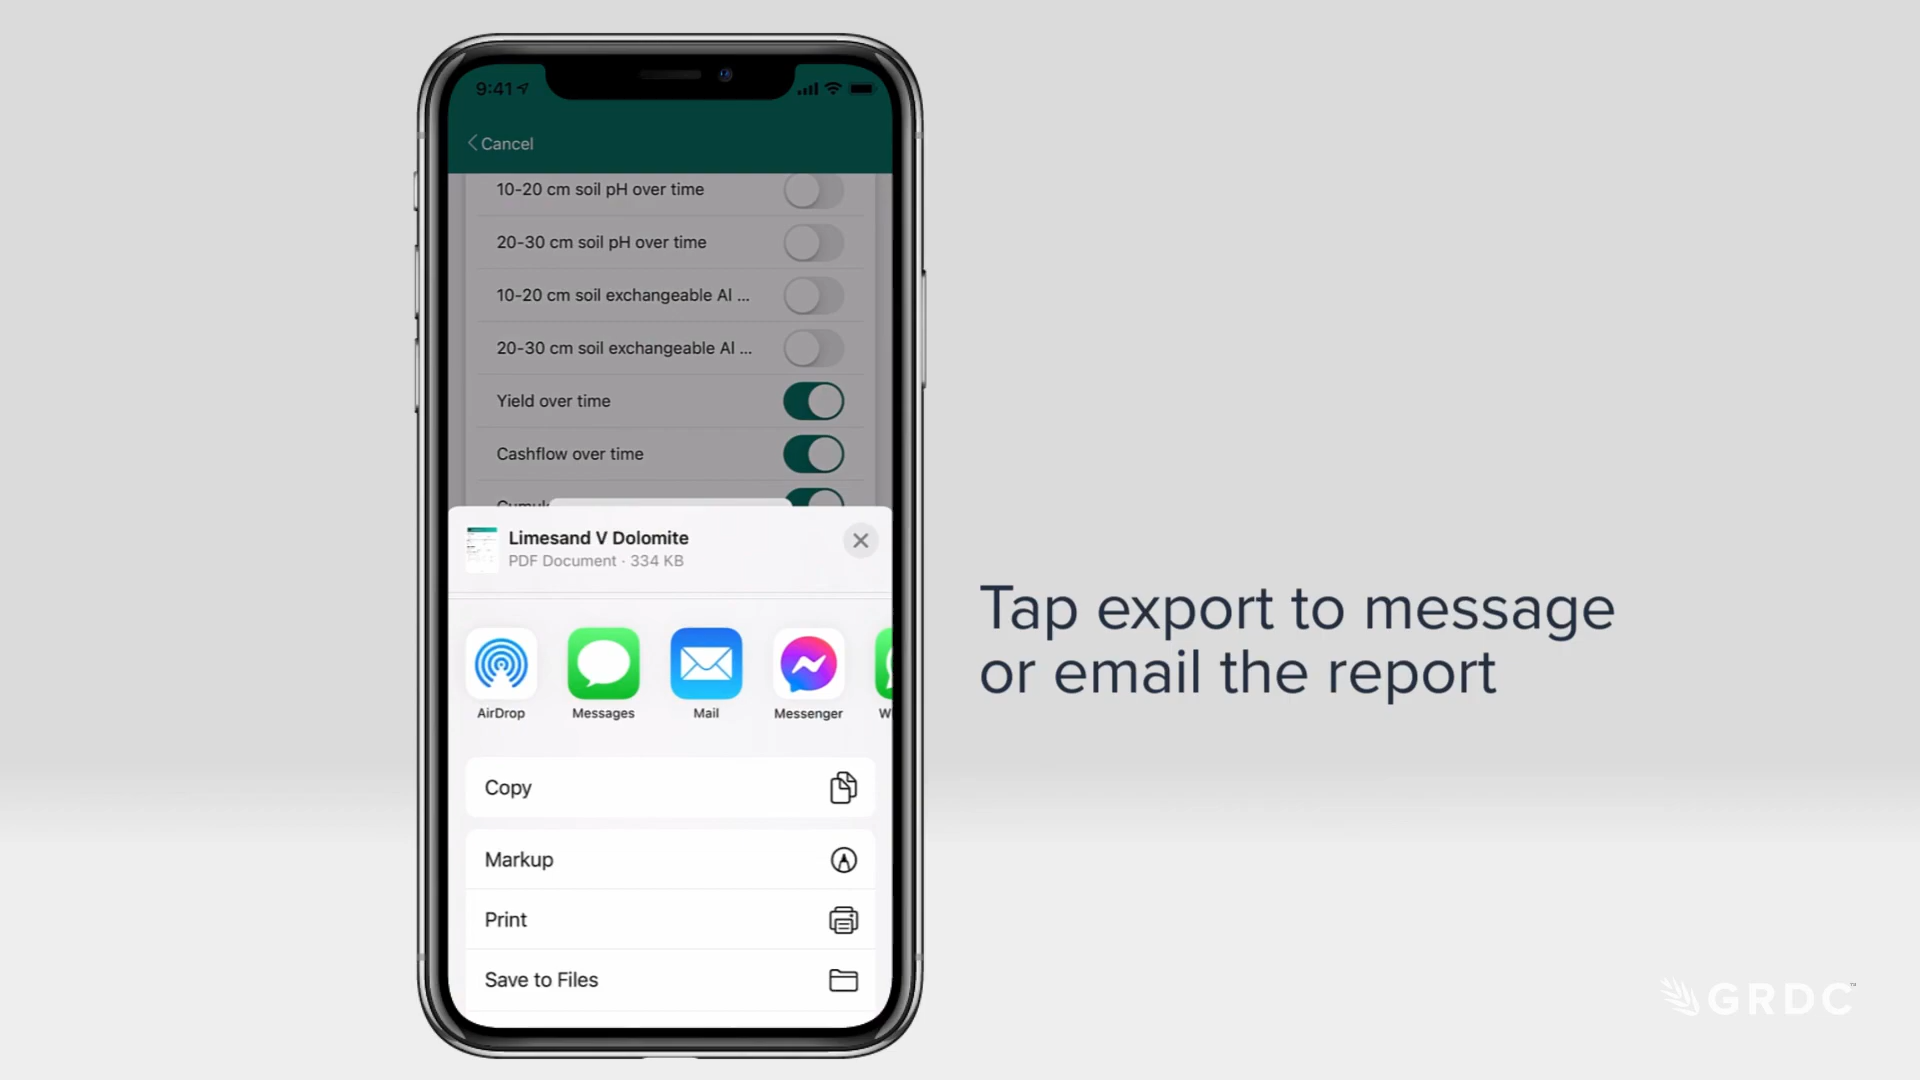 9:41
Cancel
10-20 cm soil pH over time
20-30 cm soil pH over time
10-20 cm soil exchangeable Al ...
20-30 cm soil exchangeable Al ...
Yield over time
Cashflow over time
Limesand V Dolomite
PDF Document · 334 KB
AirDrop
Messages
Mail
Messenger
Copy
Markup
Print
Save to Files
Tap export to message
or email the report
GRDC™